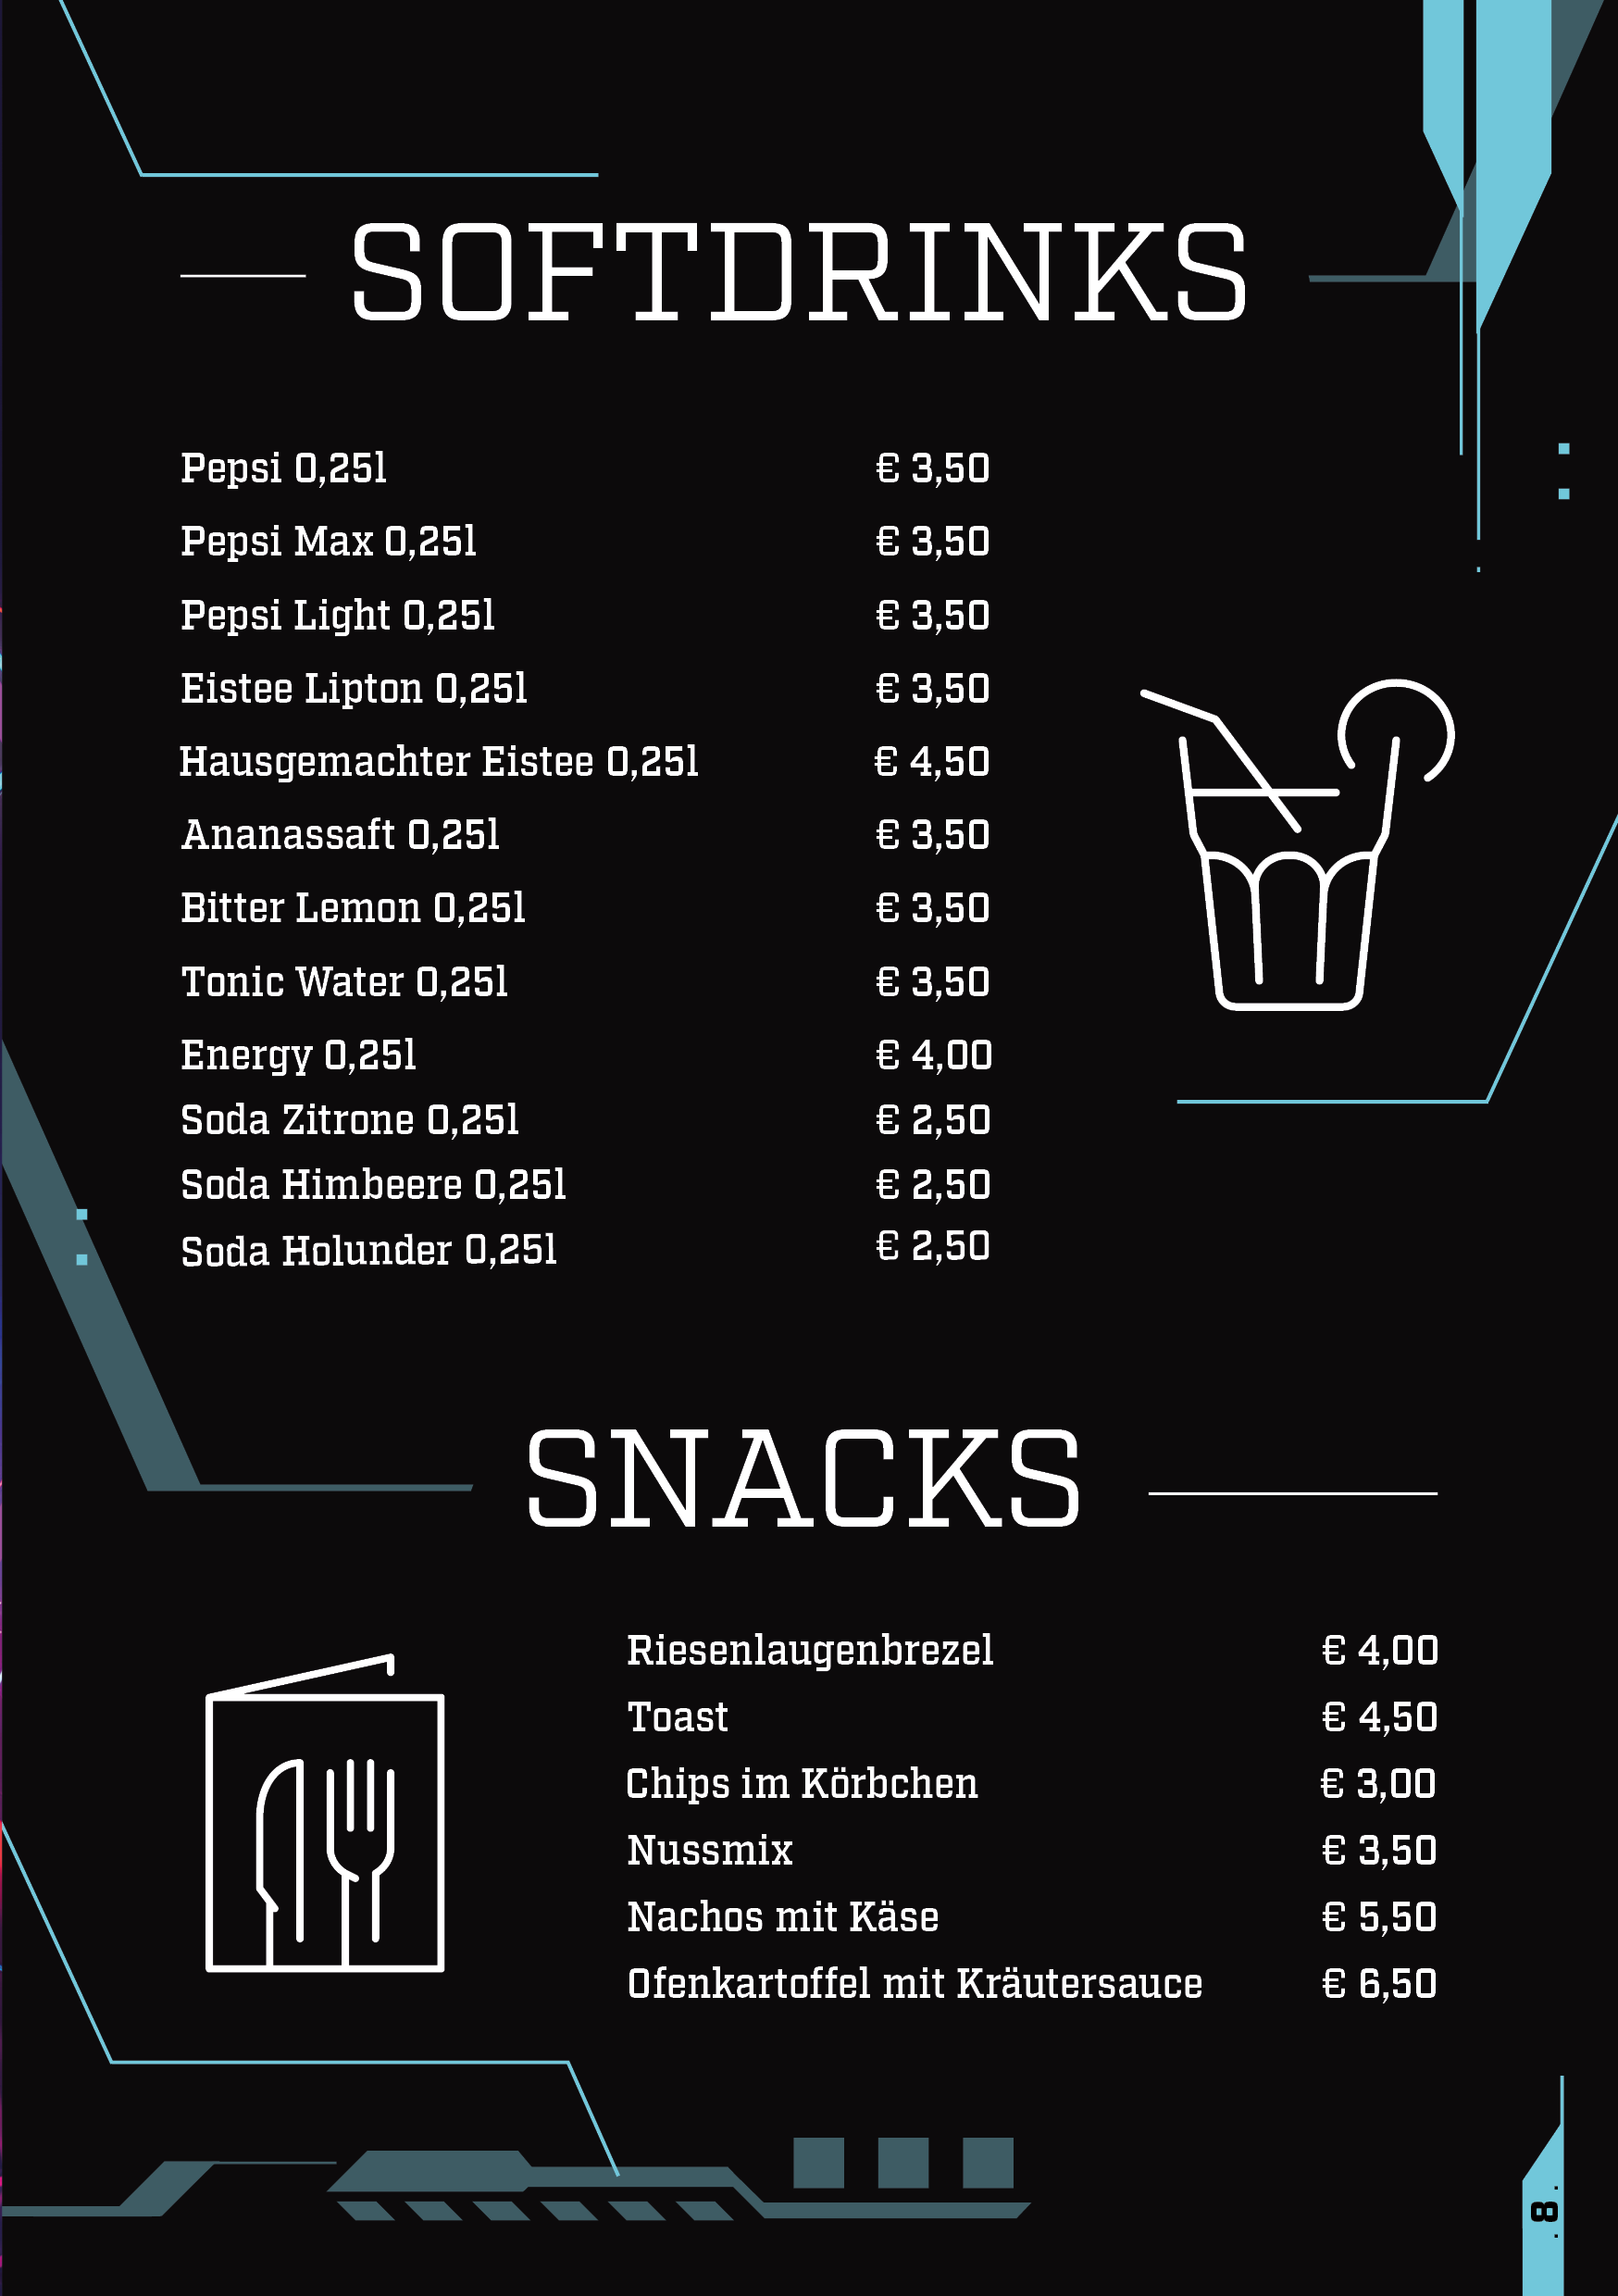 SOFTDRINKS
Pepsi 0,25l € 3,50
Pepsi Max 0,25l € 3,50
Pepsi Light 0,25l € 3,50
Eistee Lipton 0,25l € 3,50
Hausgemachter Eistee 0,25l € 4,50
Ananassaft 0,25l € 3,50
Bitter Lemon 0,25l € 3,50
Tonic Water 0,25l € 3,50
Energy 0,25l € 4,00
Soda Zitrone 0,25l € 2,50
Soda Himbeere 0,25l € 2,50
Soda Holunder 0,25l € 2,50
SNACKS
Riesenlaugenbrezel € 4,00
Toast € 4,50
Chips im Körbchen € 3,00
Nussmix € 3,50
Nachos mit Käse € 5,50
Ofenkartoffel mit Kräutersauce € 6,50
. 8 .